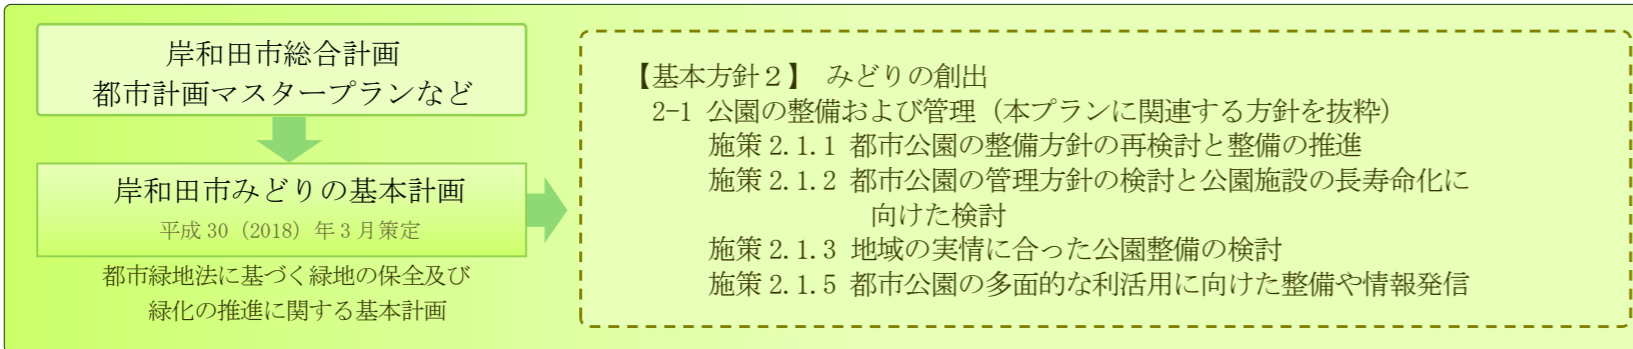 岸和田市総合計画
都市計画マスタープランなど
岸和田市みどりの基本計画
平成 30（2018）年 3 月策定
都市緑地法に基づく緑地の保全及び
緑化の推進に関する基本計画
【基本方針２】 みどりの創出
2-1 公園の整備および管理（本プランに関連する方針を抜粋）
施策 2.1.1 都市公園の整備方針の再検討と整備の推進
施策 2.1.2 都市公園の管理方針の検討と公園施設の長寿命化に
向けた検討
施策 2.1.3 地域の実情に合った公園整備の検討
施策 2.1.5 都市公園の多面的な利活用に向けた整備や情報発信